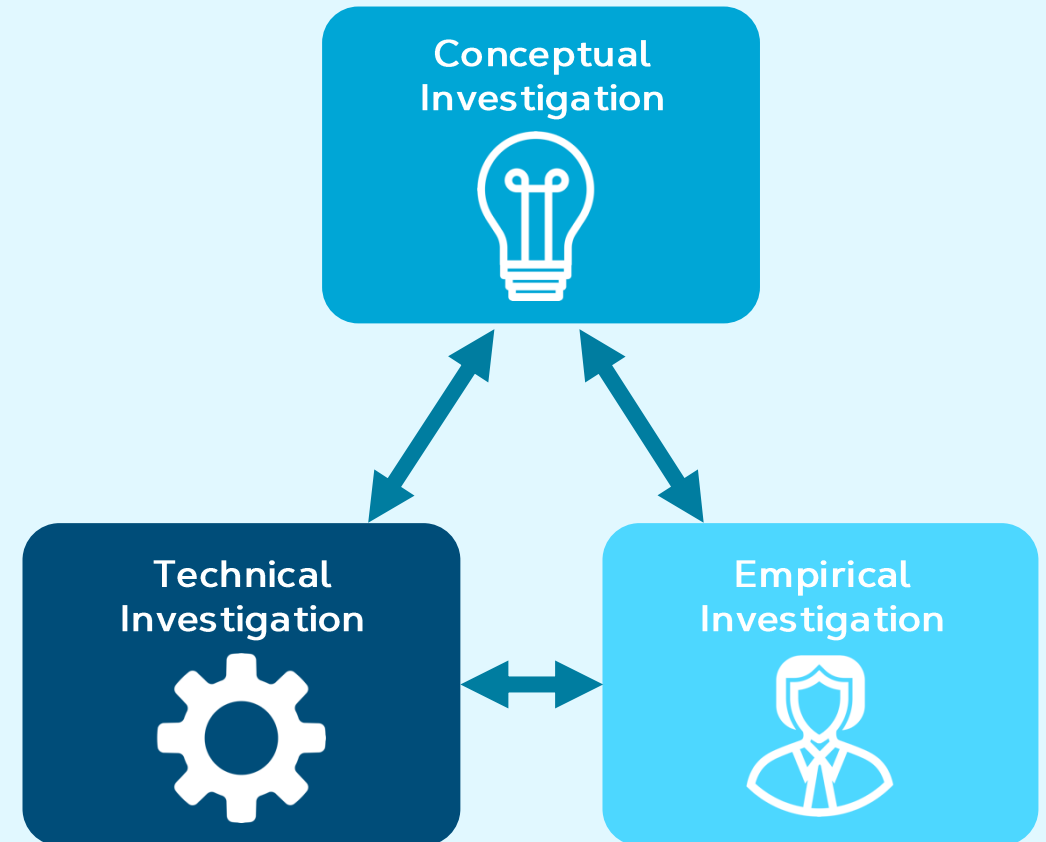 Conceptual
Investigation
Technical
Investigation
Empirical
Investigation